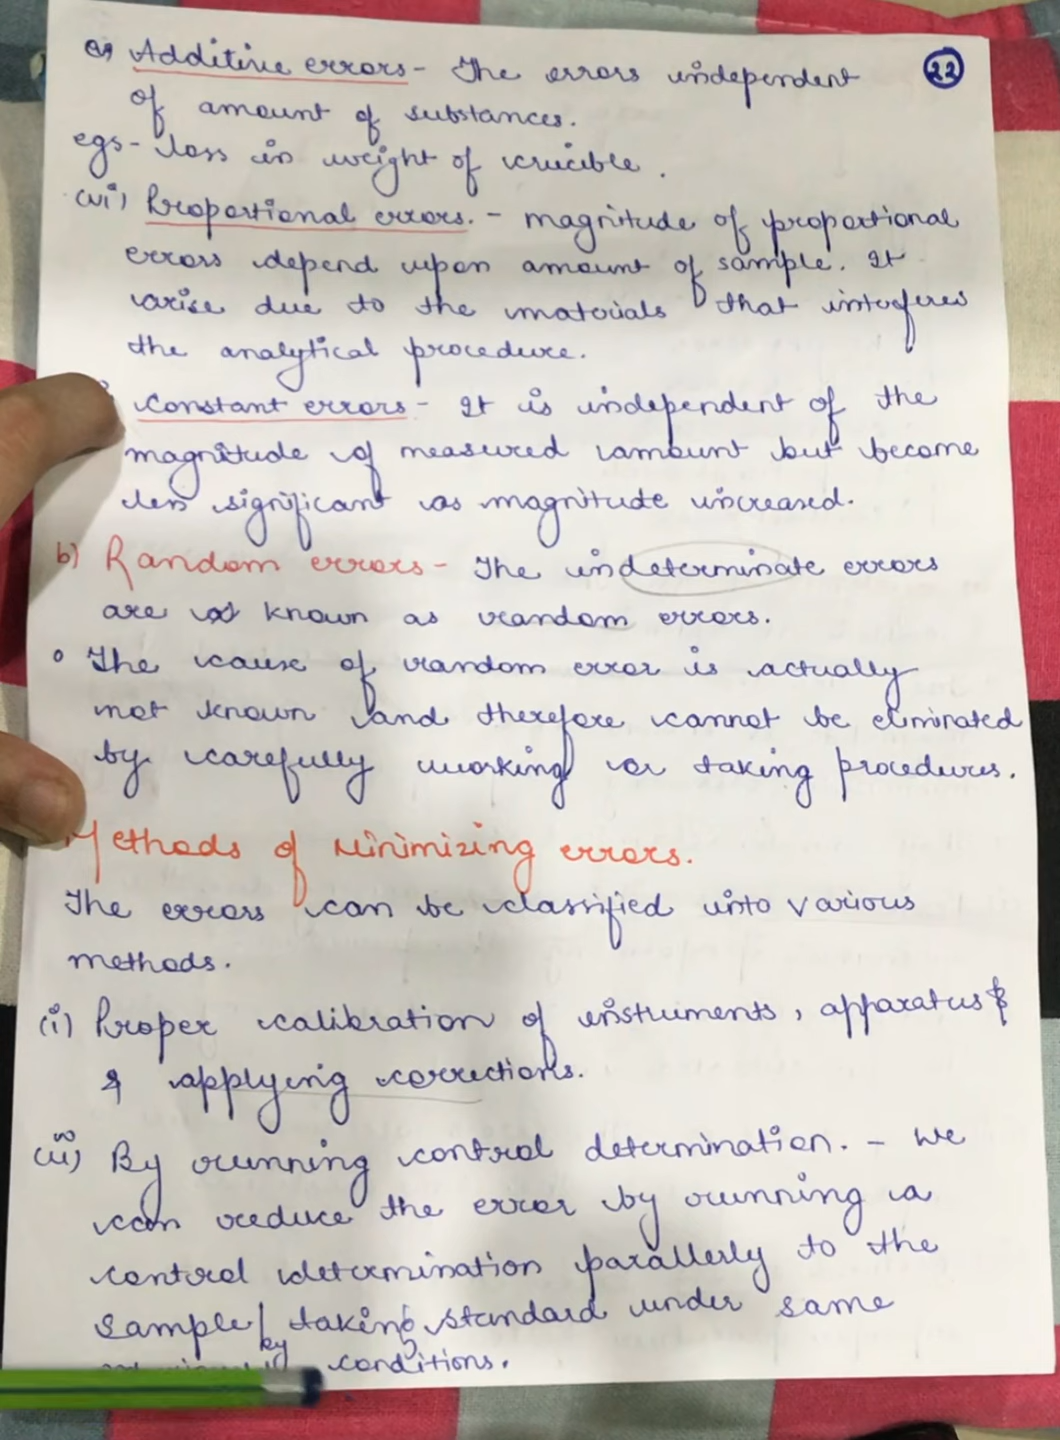 22
e) Additive errors - The errors independent
of amount of substances.
egs - loss in weight of crucible.
(vi) Proportional errors. - magnitude of proportional
errors depend upon amount of sample. It
arise due to the materials that interferes
the analytical procedure.
Constant errors - It is independent of the
magnitude of measured amount but become
less significant as magnitude increased.
b) Random errors - The indeterminate errors
are known as random errors.
o The cause of random error is actually
not known and therefore cannot be eliminated
by carefully working or taking procedures.
Methods of Minimizing errors.
The errors can be classified into various
methods.
(i) Proper calibration of instruments, apparatus &
& applying corrections.
(ii) By running control determination. - We
can reduce the error by running a
control determination parallerly to the
sample / by taking standard under same
conditions.